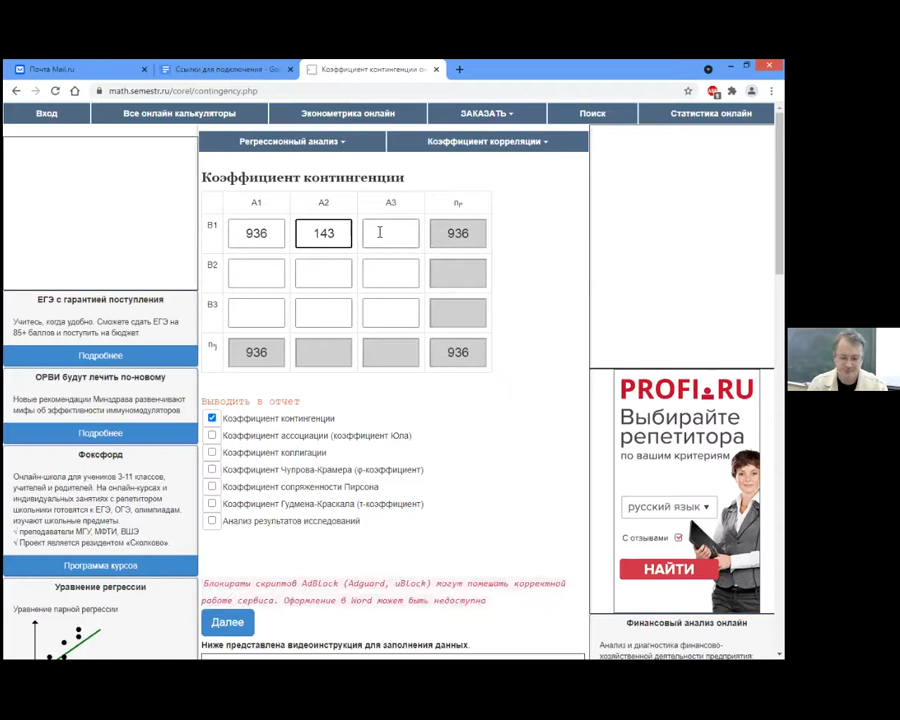 Почта Mail.ru
Ссылки для подключения - Goo
Коэффициент контингенции он
math.semestr.ru/corel/contingency.php
Вход
Все онлайн калькуляторы
Эконометрика онлайн
ЗАКАЗАТЬ
Поиск
Статистика онлайн
Регрессионный анализ
Коэффициент корреляции
Коэффициент контингенции
A1 A2 A3 nᵢ
B1 936 143 936
B2
B3
nⱼ 936 936
Выводить в отчет
Коэффициент контингенции
Коэффициент ассоциации (коэффициент Юла)
Коэффициент коллигации
Коэффициент Чупрова-Крамера (φ-коэффициент)
Коэффициент сопряженности Пирсона
Коэффициент Гудмена-Краскала (τ-коэффициент)
Анализ результатов исследований
Блокираты скриптов AdBlock (Adguard, uBlock) могут помешать корректной
работе сервиса. Оформление в Word может быть недоступно
Далее
Ниже представлена видеоинструкция для заполнения данных.
ЕГЭ с гарантией поступления
Учитесь, когда удобно. Сможете сдать ЕГЭ на
85+ баллов и поступить на бюджет.
Подробнее
ОРВИ будут лечить по-новому
Новые рекомендации Минздрава развенчивают
мифы об эффективности иммуномодуляторов
Подробнее
Фоксфорд
Онлайн-школа для учеников 3-11 классов,
учителей и родителей. На онлайн-курсах и
индивидуальных занятиях с репетитором
школьники готовятся к ЕГЭ, ОГЭ, олимпиадам,
изучают школьные предметы.
√ преподаватели МГУ, МФТИ, ВШЭ
√ Проект является резидентом «Сколково».
Программа курсов
Уравнение регрессии
Уравнение парной регрессии
PROFI.RU
Выбирайте
репетитора
по вашим критериям
русский язык
С отзывами
НАЙТИ
Финансовый анализ онлайн
Анализ и диагностика финансово-
хозяйственной деятельности предприятия: